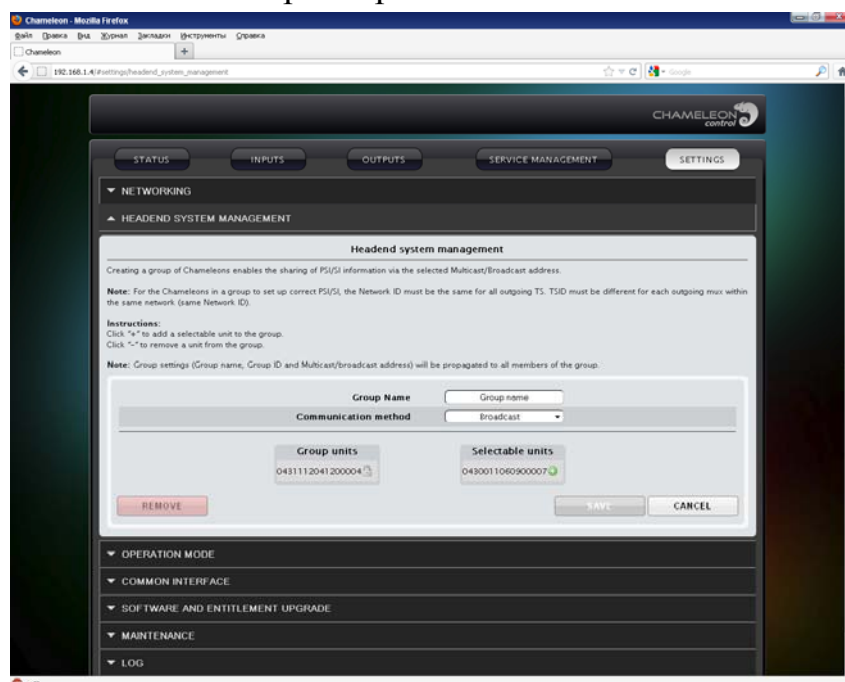 Chameleon - Mozilla Firefox
Файл Правка Вид Журнал Закладки Инструменты Справка
Chameleon +
192.168.1.4/#settings/headend_system_management Google
CHAMELEON
control
STATUS INPUTS OUTPUTS SERVICE MANAGEMENT SETTINGS
NETWORKING
HEADEND SYSTEM MANAGEMENT
Headend system management
Creating a group of Chameleons enables the sharing of PSI/SI information via the selected Multicast/Broadcast address.
Note: For the Chameleons in a group to set up correct PSI/SI, the Network ID must be the same for all outgoing TS. TSID must be different for each outgoing mux within
the same network (same Network ID).
Instructions:
Click "+" to add a selectable unit to the group.
Click "-" to remove a unit from the group.
Note: Group settings (Group name, Group ID and Multicast/broadcast address) will be propagated to all members of the group.
Group Name Group name
Communication method Broadcast
Group units Selectable units
0431112041200004 0430011060900007
REMOVE SAVE CANCEL
OPERATION MODE
COMMON INTERFACE
SOFTWARE AND ENTITLEMENT UPGRADE
MAINTENANCE
LOG